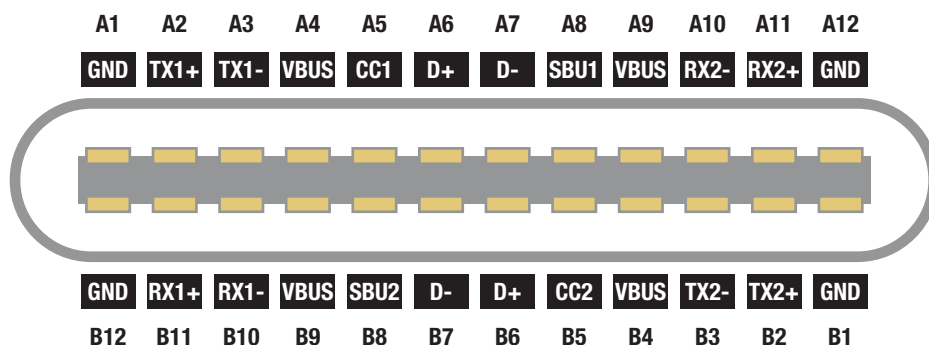 A1 A2 A3 A4 A5 A6 A7 A8 A9 A10 A11 A12
GND TX1+ TX1- VBUS CC1 D+ D- SBU1 VBUS RX2- RX2+ GND
GND RX1+ RX1- VBUS SBU2 D- D+ CC2 VBUS TX2- TX2+ GND
B12 B11 B10 B9 B8 B7 B6 B5 B4 B3 B2 B1